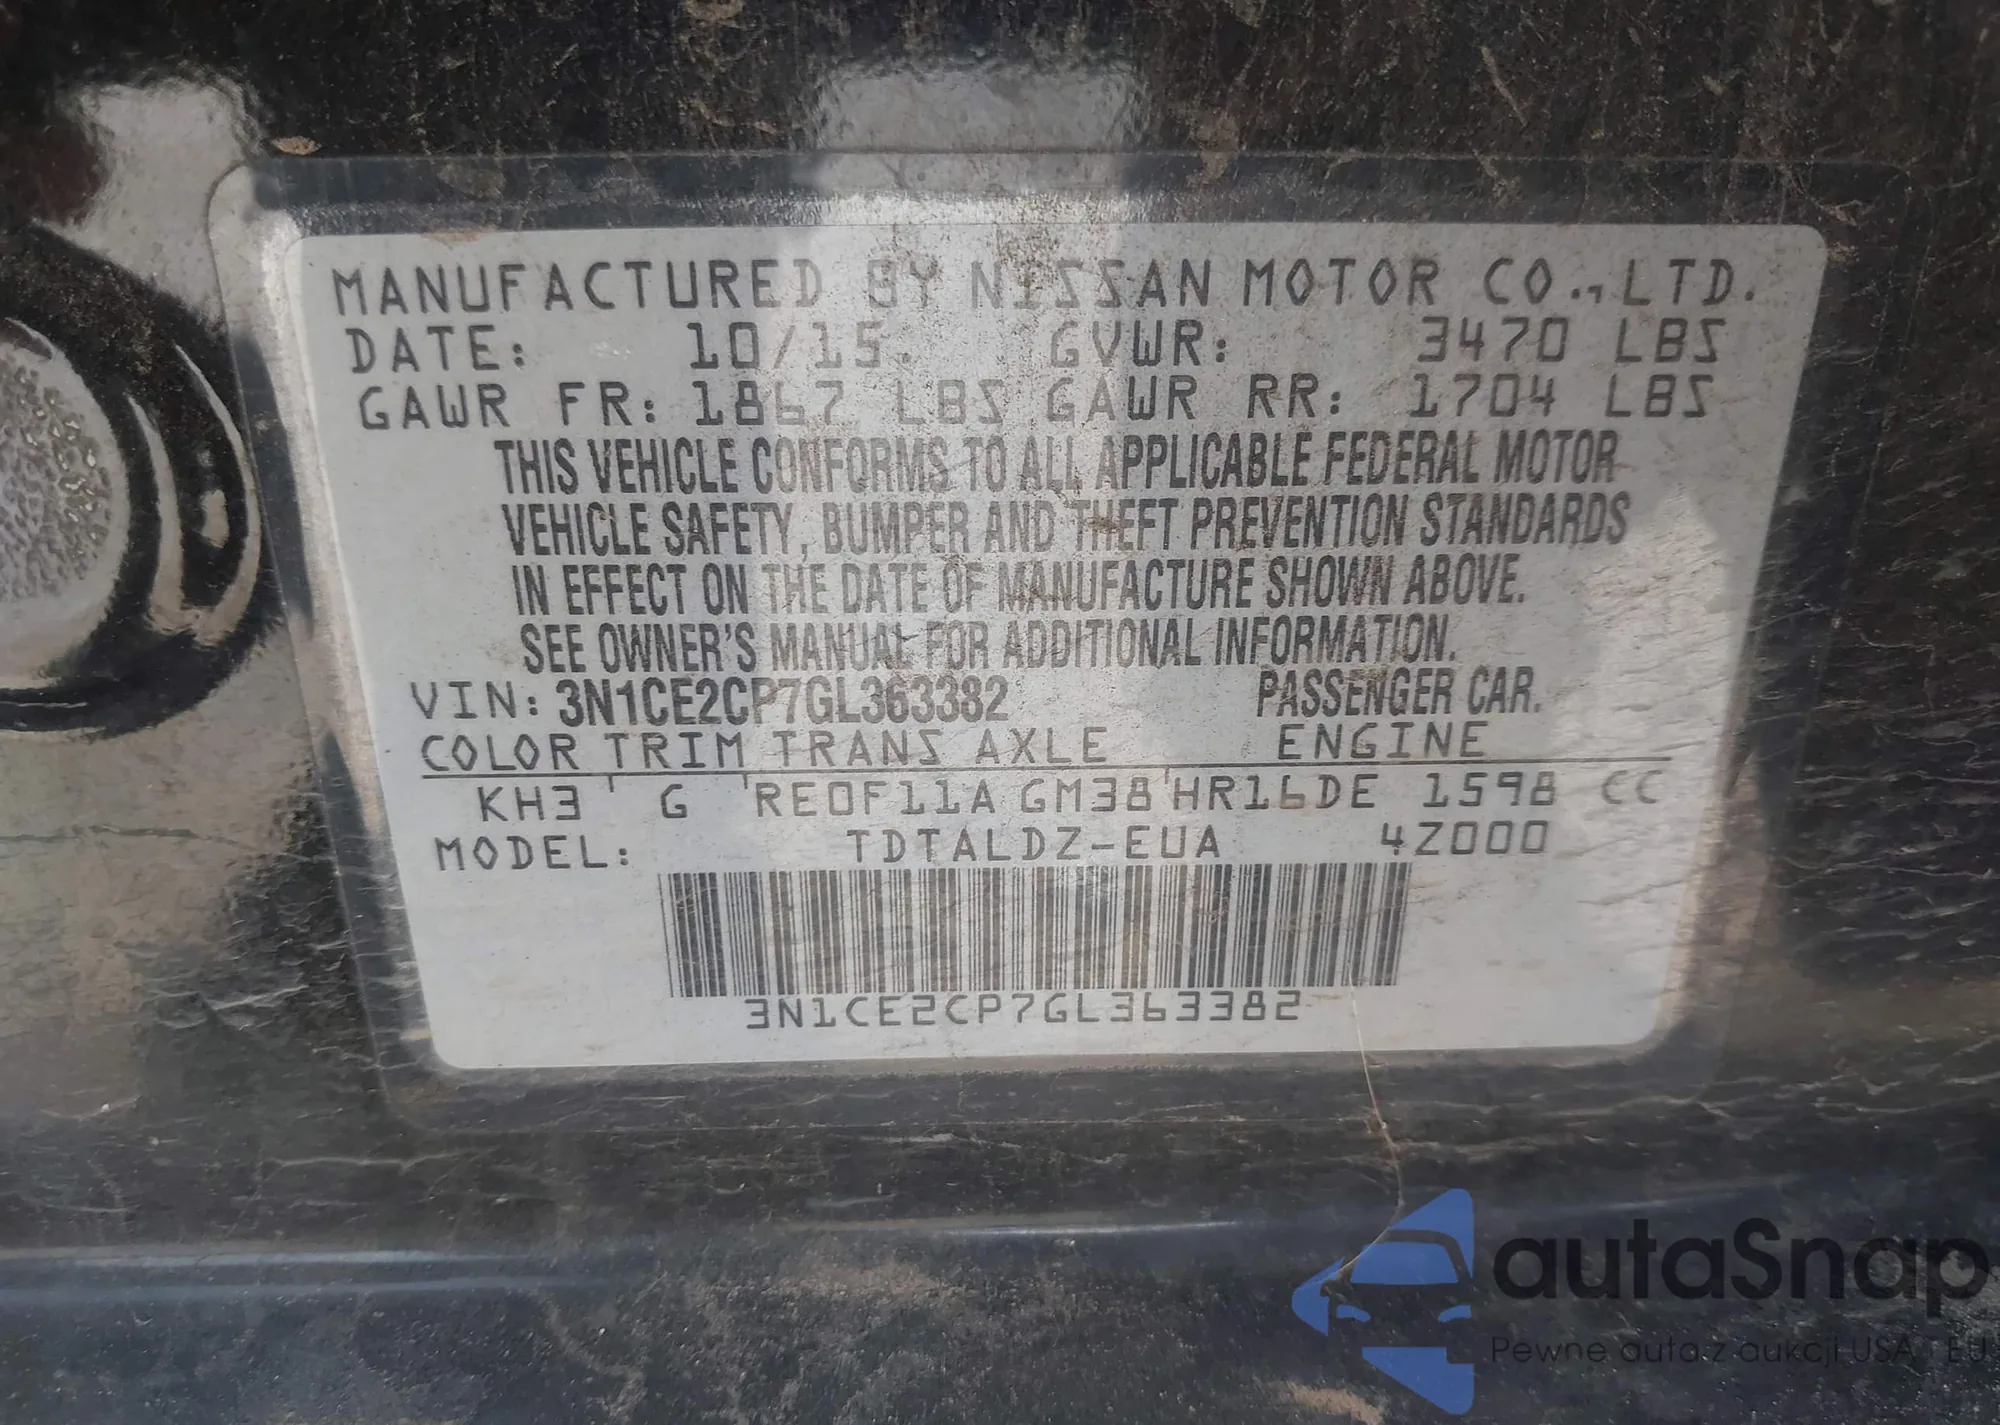 MANUFACTURED BY NISSAN MOTOR CO., LTD.
DATE: 10/15. GVWR: 3470 LBS
GAWR FR: 1867 LBS GAWR RR: 1704 LBS
THIS VEHICLE CONFORMS TO ALL APPLICABLE FEDERAL MOTOR
VEHICLE SAFETY, BUMPER AND THEFT PREVENTION STANDARDS
IN EFFECT ON THE DATE OF MANUFACTURE SHOWN ABOVE.
SEE OWNER'S MANUAL FOR ADDITIONAL INFORMATION.
VIN: 3N1CE2CP7GL363382 PASSENGER CAR.
COLOR TRIM TRANS AXLE ENGINE
KH3 ' G ' RE0F11A GM38 ' HR16DE 1598 CC
MODEL: TDTALDZ-EUA 4Z000
3N1CE2CP7GL363382
autaSnap
Pewne auta z aukcji USA i EU